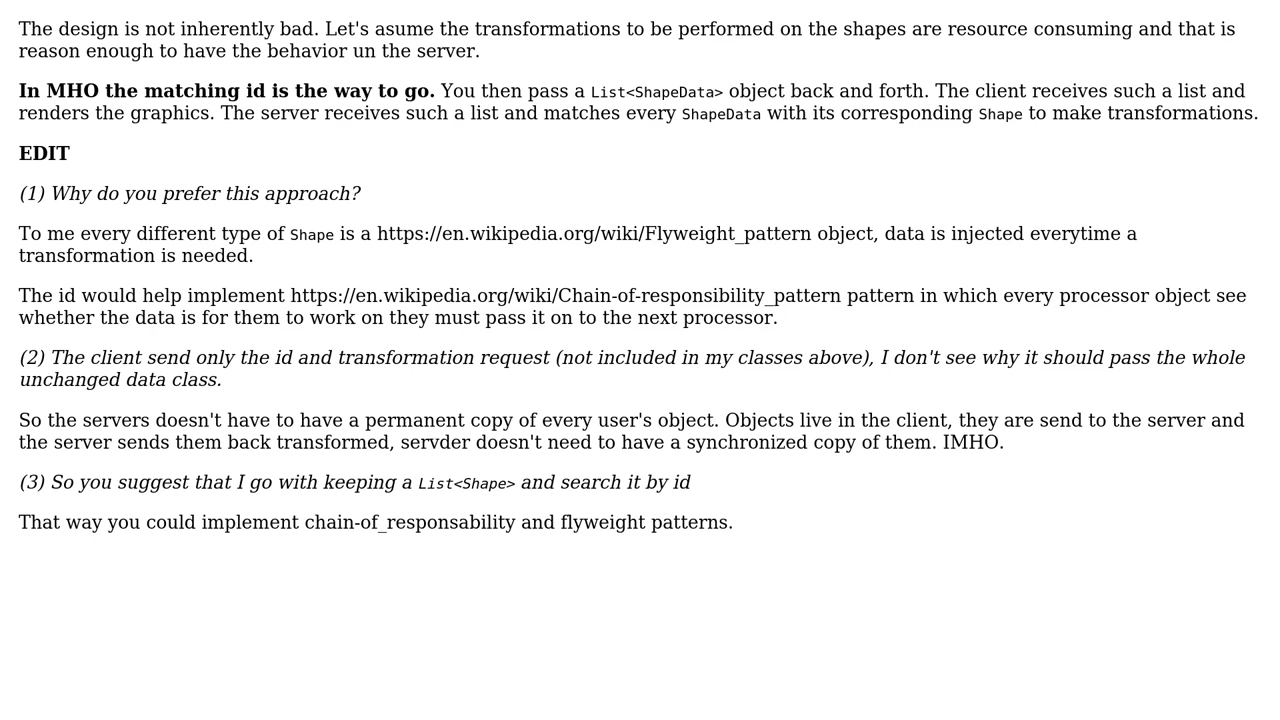 The design is not inherently bad. Let's asume the transformations to be performed on the shapes are resource consuming and that is
reason enough to have the behavior un the server.
In MHO the matching id is the way to go. You then pass a List<ShapeData> object back and forth. The client receives such a list and
renders the graphics. The server receives such a list and matches every ShapeData with its corresponding Shape to make transformations.
EDIT
(1) Why do you prefer this approach?
To me every different type of Shape is a https://en.wikipedia.org/wiki/Flyweight_pattern object, data is injected everytime a
transformation is needed.
The id would help implement https://en.wikipedia.org/wiki/Chain-of-responsibility_pattern pattern in which every processor object see
whether the data is for them to work on they must pass it on to the next processor.
(2) The client send only the id and transformation request (not included in my classes above), I don't see why it should pass the whole
unchanged data class.
So the servers doesn't have to have a permanent copy of every user's object. Objects live in the client, they are send to the server and
the server sends them back transformed, servder doesn't need to have a synchronized copy of them. IMHO.
(3) So you suggest that I go with keeping a List<Shape> and search it by id
That way you could implement chain-of_responsability and flyweight patterns.